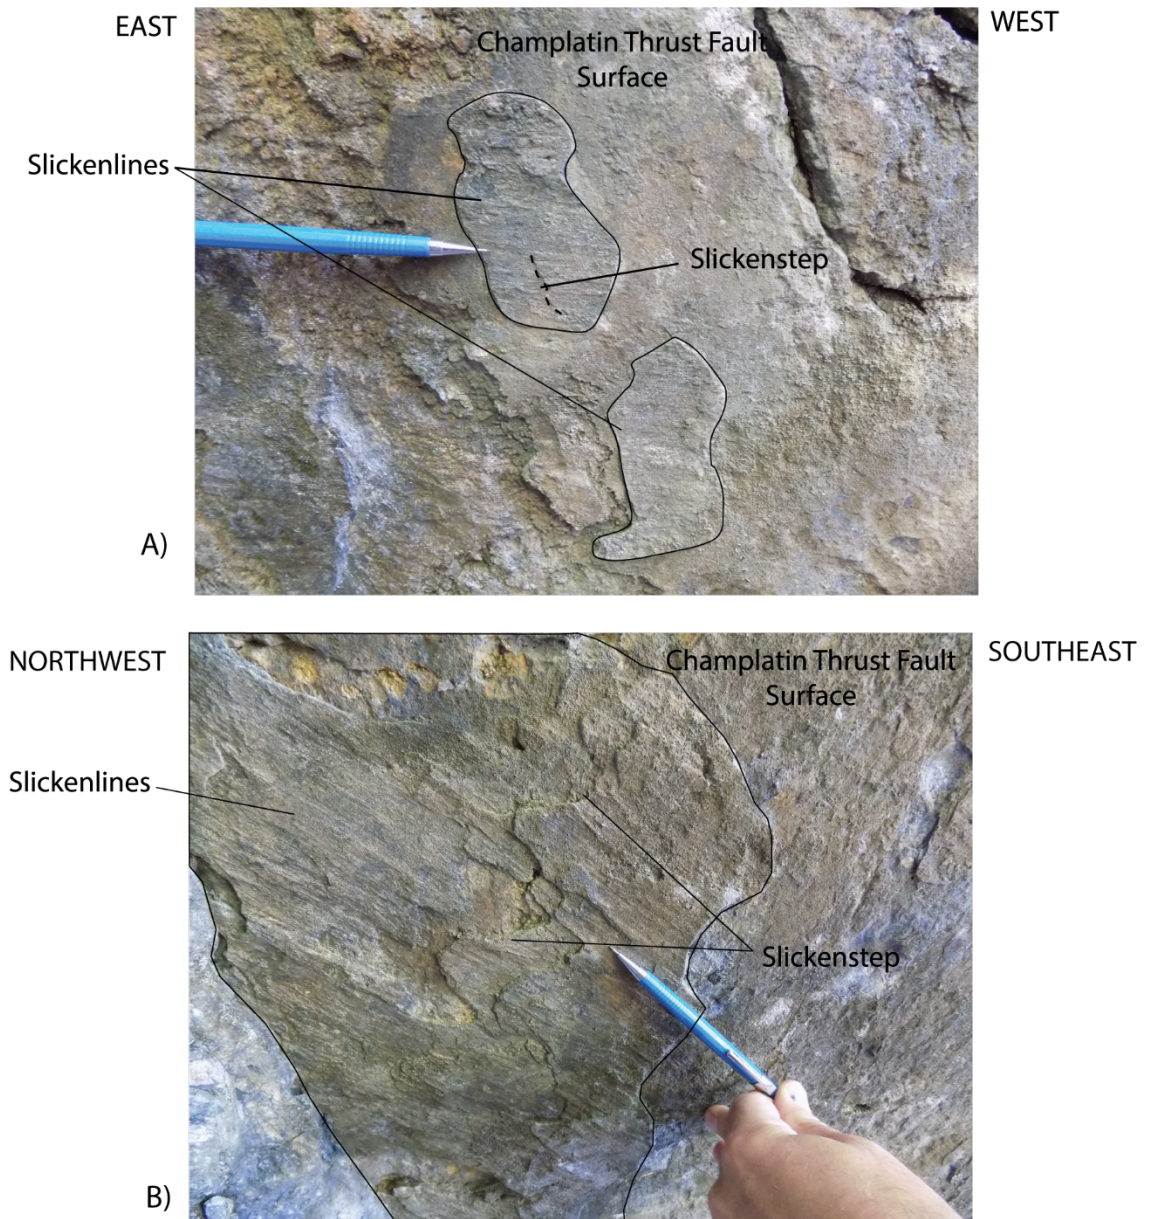 EAST
WEST
Champlatin Thrust Fault
Surface
Slickenlines
Slickenstep
A)
NORTHWEST
SOUTHEAST
Champlatin Thrust Fault
Surface
Slickenlines
Slickenstep
B)